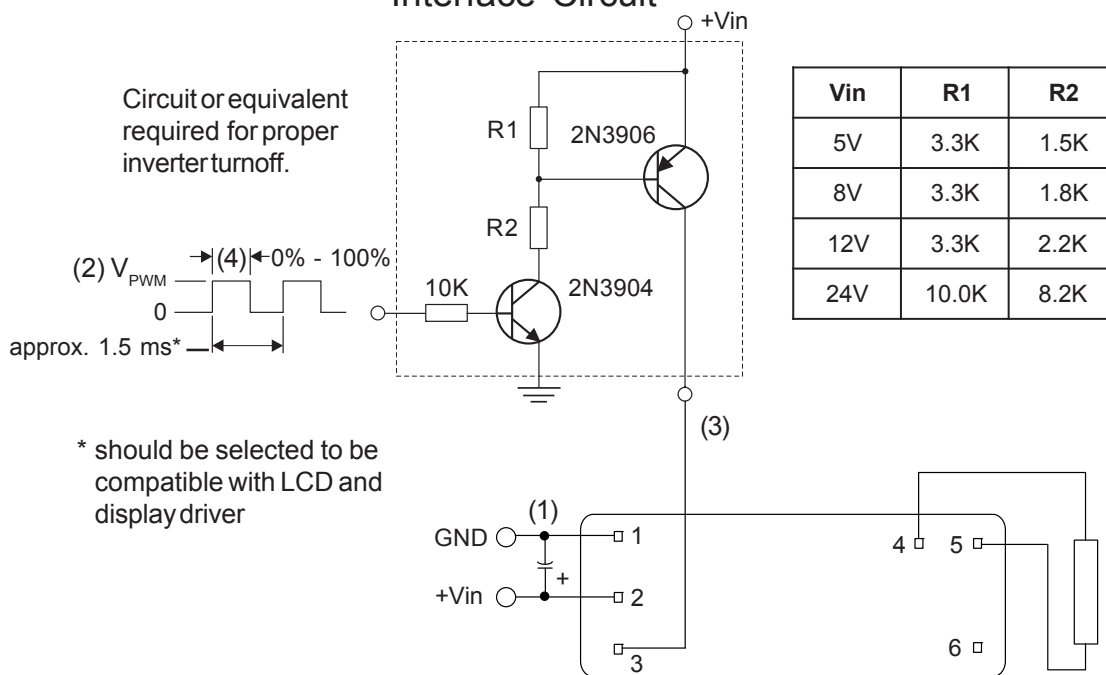 Interface Circuit
+Vin
Circuit or equivalent
required for proper
inverter turnoff.
R1
2N3906
R2
(2) VPWM
(4)
0% - 100%
0
approx. 1.5 ms*
10K
2N3904
(3)
Vin R1 R2
5V 3.3K 1.5K
8V 3.3K 1.8K
12V 3.3K 2.2K
24V 10.0K 8.2K
* should be selected to be
compatible with LCD and
display driver
(1)
GND
1
+
+Vin
2
3
4 5
6